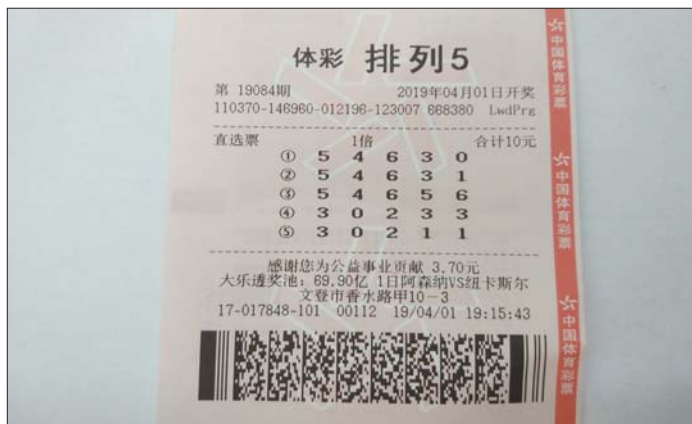 体彩 排列5
第 19084期 2019年04月01日开奖
110370-146960-012196-123007 668380 LwdPrg
直选票 1倍 合计10元
① 5 4 6 3 0
② 5 4 6 3 1
③ 5 4 6 5 6
④ 3 0 2 3 3
⑤ 3 0 2 1 1
感谢您为公益事业贡献 3.70元
大乐透奖池：69.90亿 1日阿森纳VS纽卡斯尔
文登市香水路甲10-3
17-017848-101 00112 19/04/01 19:15:43
中国体育彩票
中国体育彩票
中国体育彩票